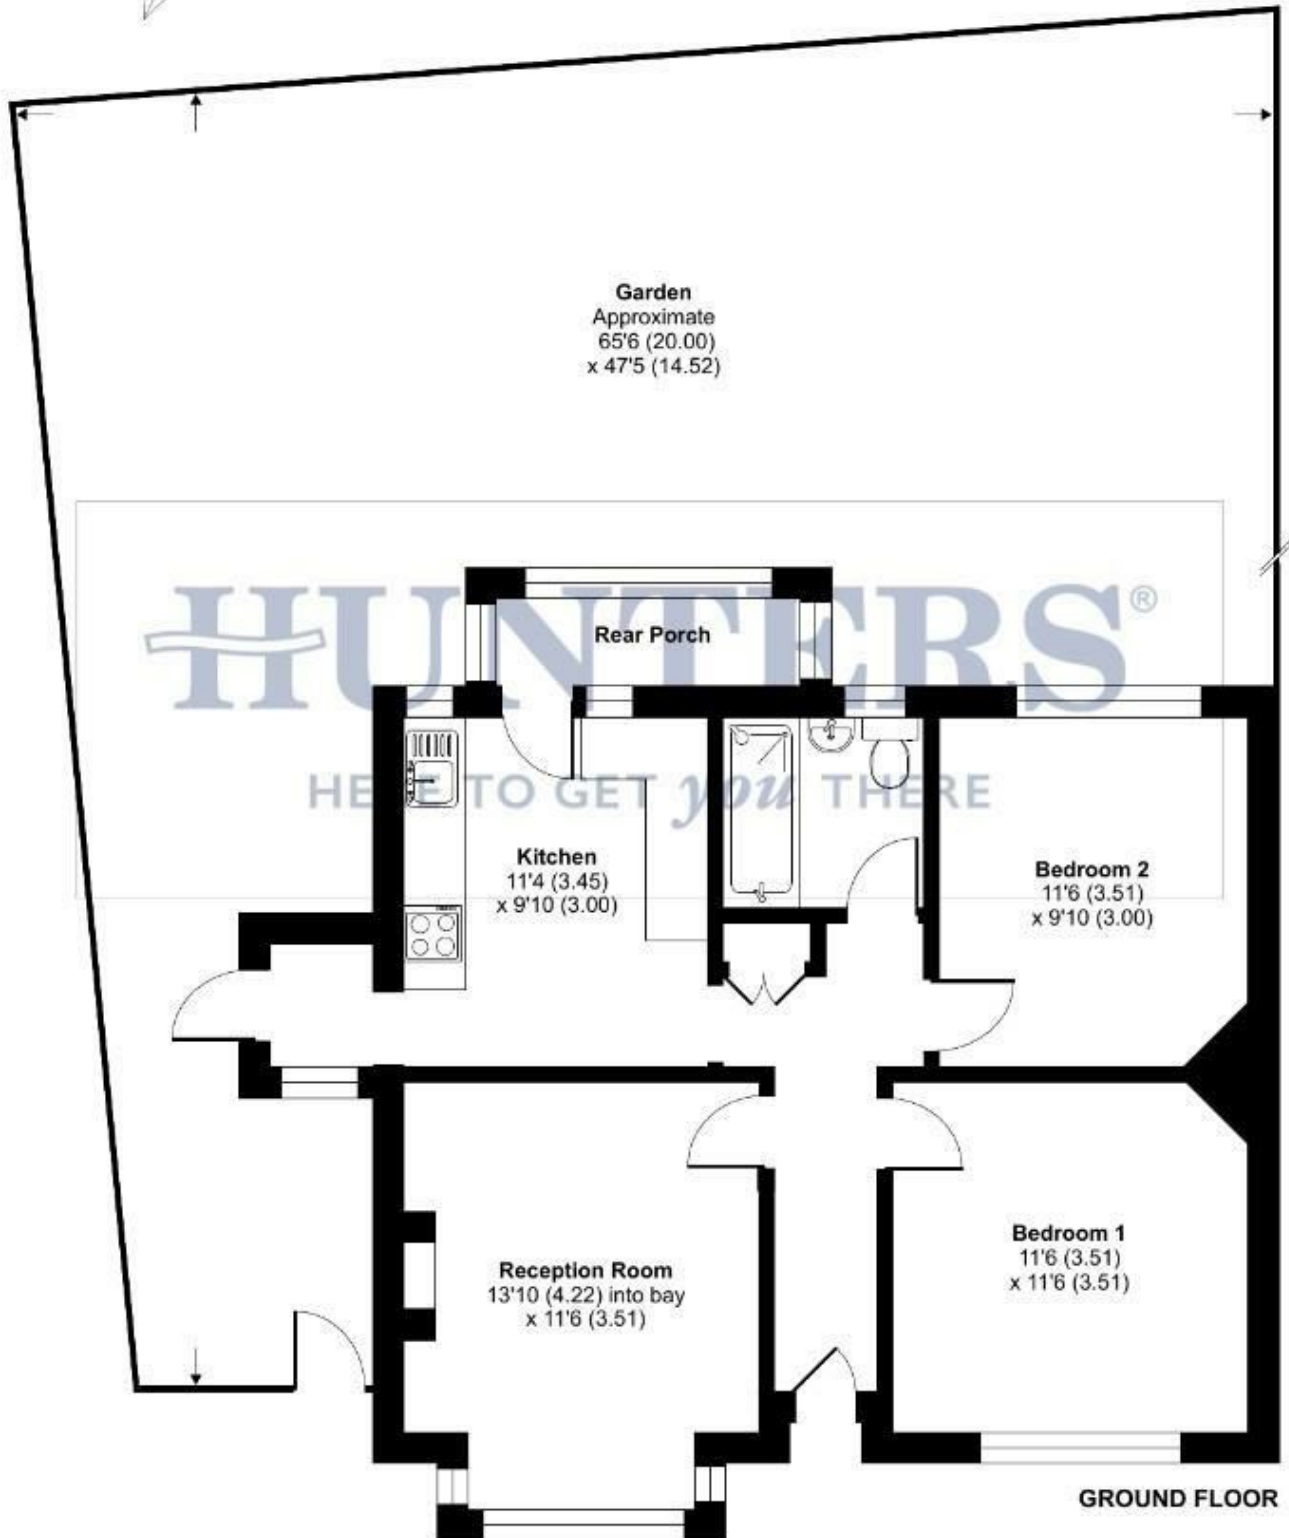 Garden
Approximate
65'6 (20.00)
x 47'5 (14.52)
HUNTERS®
Rear Porch
HERE TO GET you THERE
Kitchen
11'4 (3.45)
x 9'10 (3.00)
Bedroom 2
11'6 (3.51)
x 9'10 (3.00)
Reception Room
13'10 (4.22) into bay
x 11'6 (3.51)
Bedroom 1
11'6 (3.51)
x 11'6 (3.51)
GROUND FLOOR